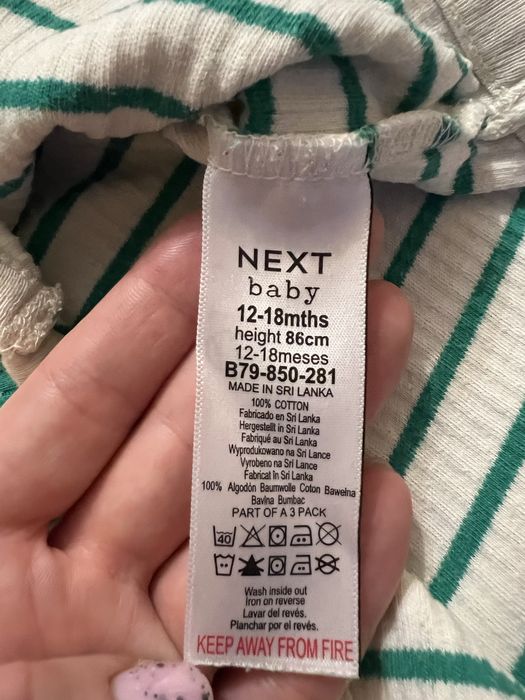 NEXT
baby
12-18mths
height 86cm
12-18meses
B79-850-281
MADE IN SRI LANKA
100% COTTON
Fabricado en Sri Lanka
Hergestellt in Sri Lanka
Fabriqué au Sri Lanka
Wyprodukowano na Sri Lance
Vyrobeno na Sri Lance
Fabricat în Sri Lanka
100% Algodón Baumwolle Coton Bawełna
Bavlna Bumbac
PART OF A 3 PACK
40
Wash inside out
Iron on reverse
Lavar del revés.
Planchar por el revés.
KEEP AWAY FROM FIRE